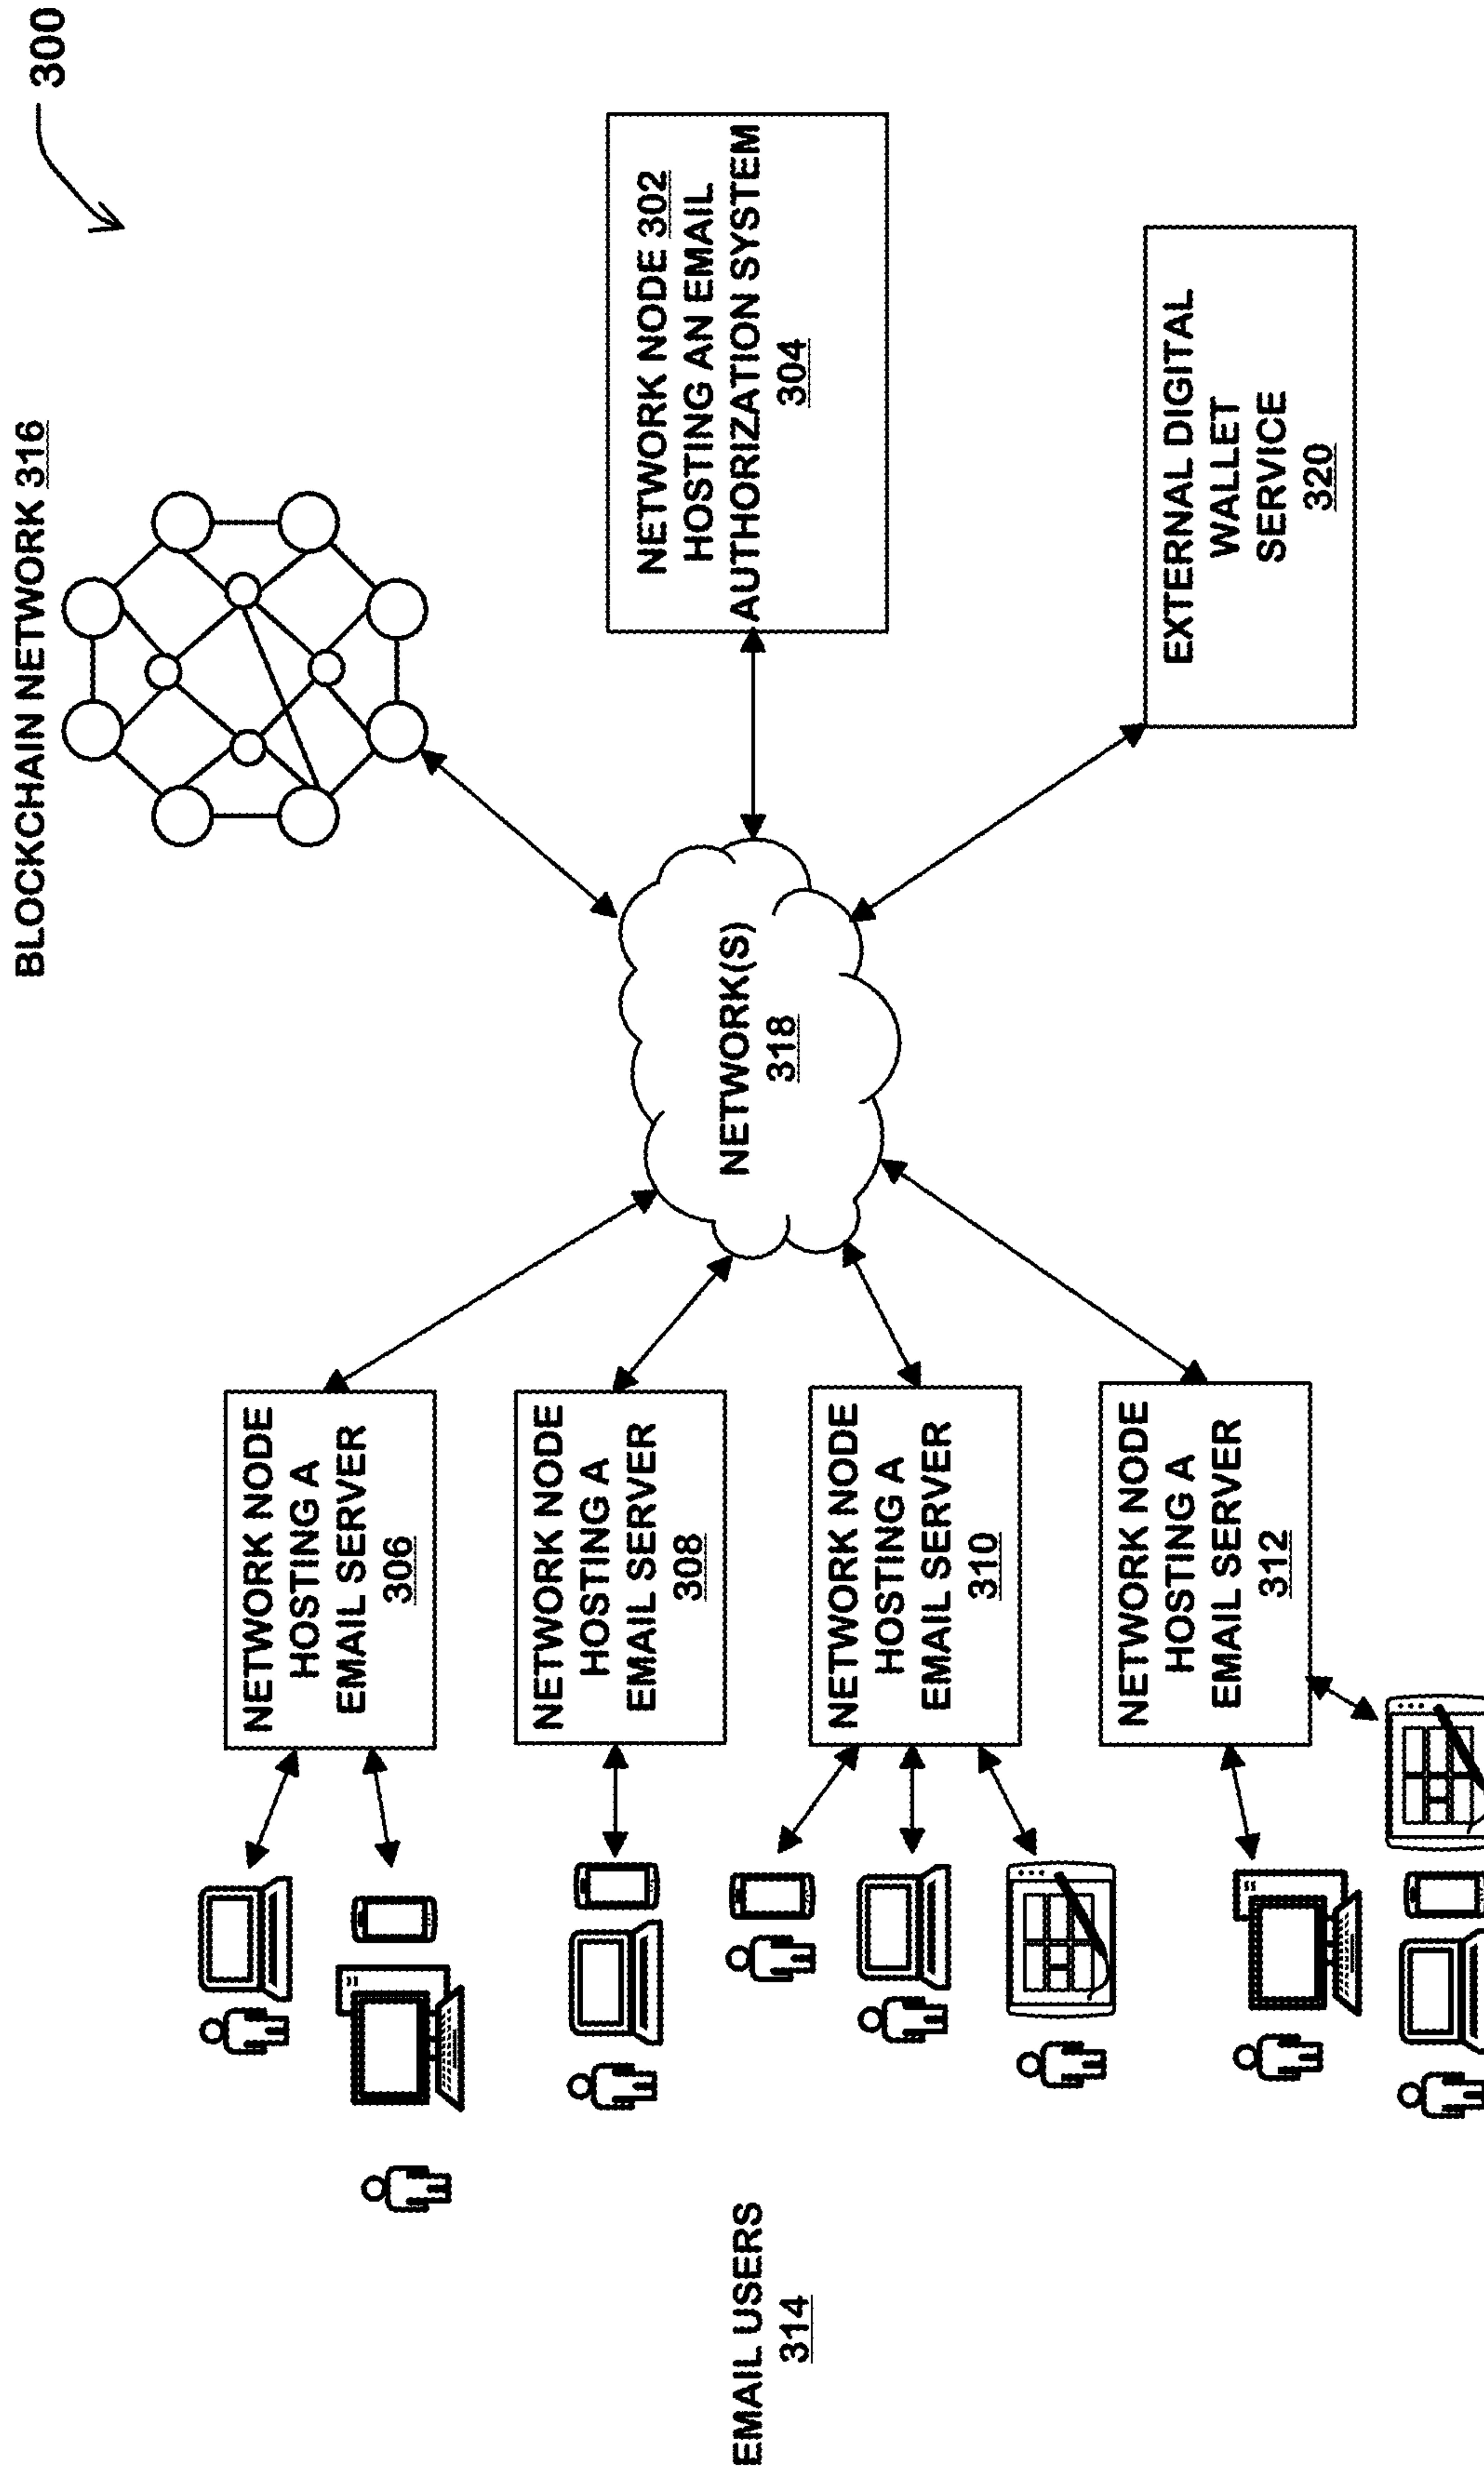 300
BLOCKCHAIN NETWORK 316
NETWORK NODE 302
HOSTING AN EMAIL
AUTHORIZATION SYSTEM
304
EXTERNAL DIGITAL
WALLET
SERVICE
320
NETWORK(S)
318
NETWORK NODE
HOSTING A
EMAIL SERVER
306
NETWORK NODE
HOSTING A
EMAIL SERVER
308
NETWORK NODE
HOSTING A
EMAIL SERVER
310
NETWORK NODE
HOSTING A
EMAIL SERVER
312
EMAIL USERS
314